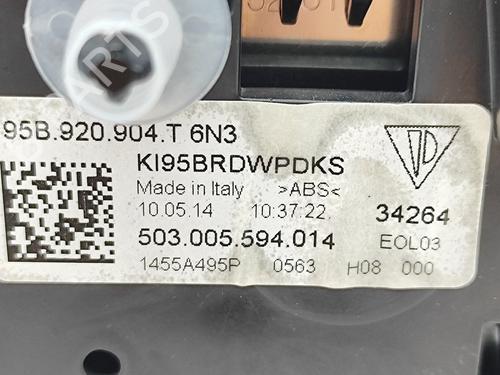 95B.920.904.T 6N3
KI95BRDWPDKS
Made in Italy >ABS<
10.05.14 10:37:22 34264
503.005.594.014 EOL03
1455A495P 0563 H08 000